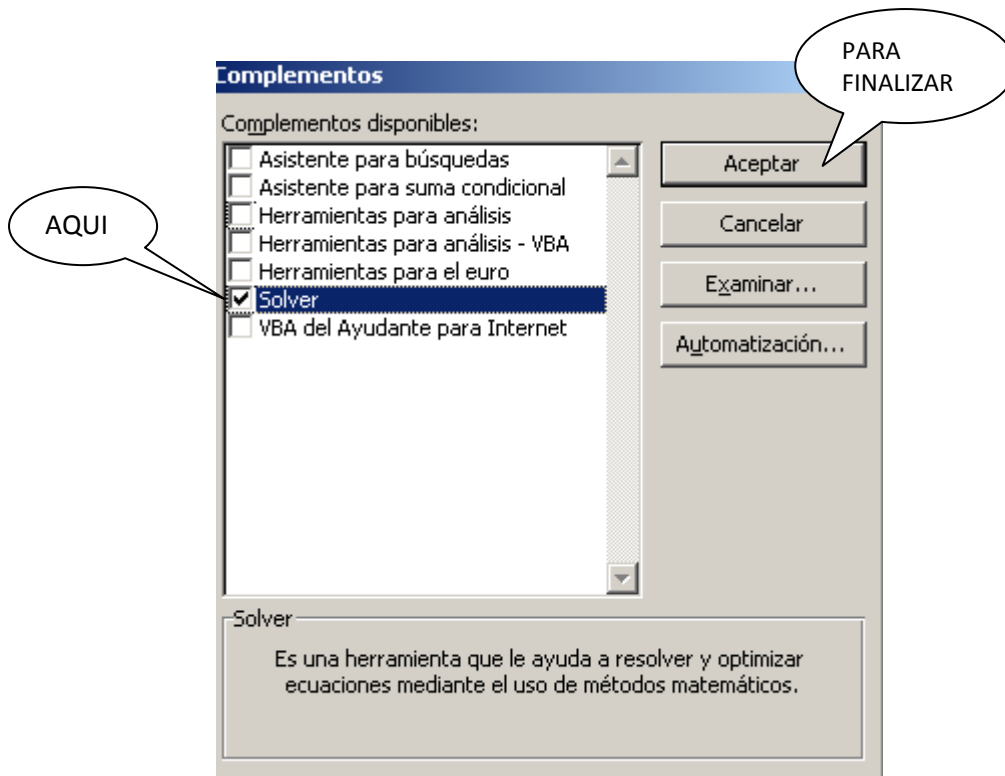 PARA
FINALIZAR
Complementos
Complementos disponibles:
Asistente para búsquedas
Asistente para suma condicional
Herramientas para análisis
Herramientas para análisis - VBA
Herramientas para el euro
Solver
VBA del Ayudante para Internet
AQUI
Aceptar
Cancelar
Examinar...
Automatización...
Solver
Es una herramienta que le ayuda a resolver y optimizar
ecuaciones mediante el uso de métodos matemáticos.